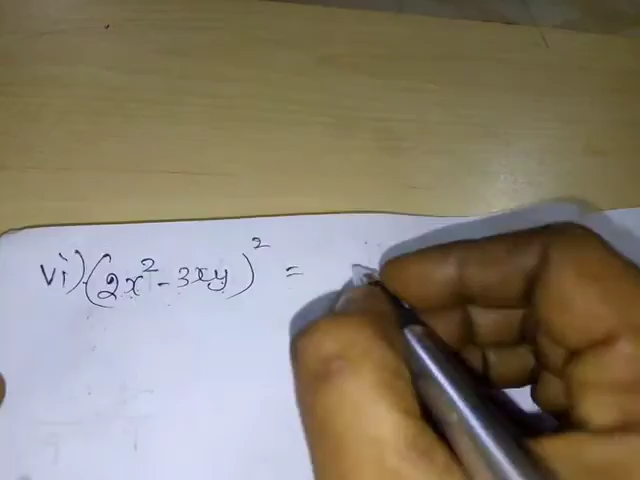 vi) (2x² - 3xy)² =